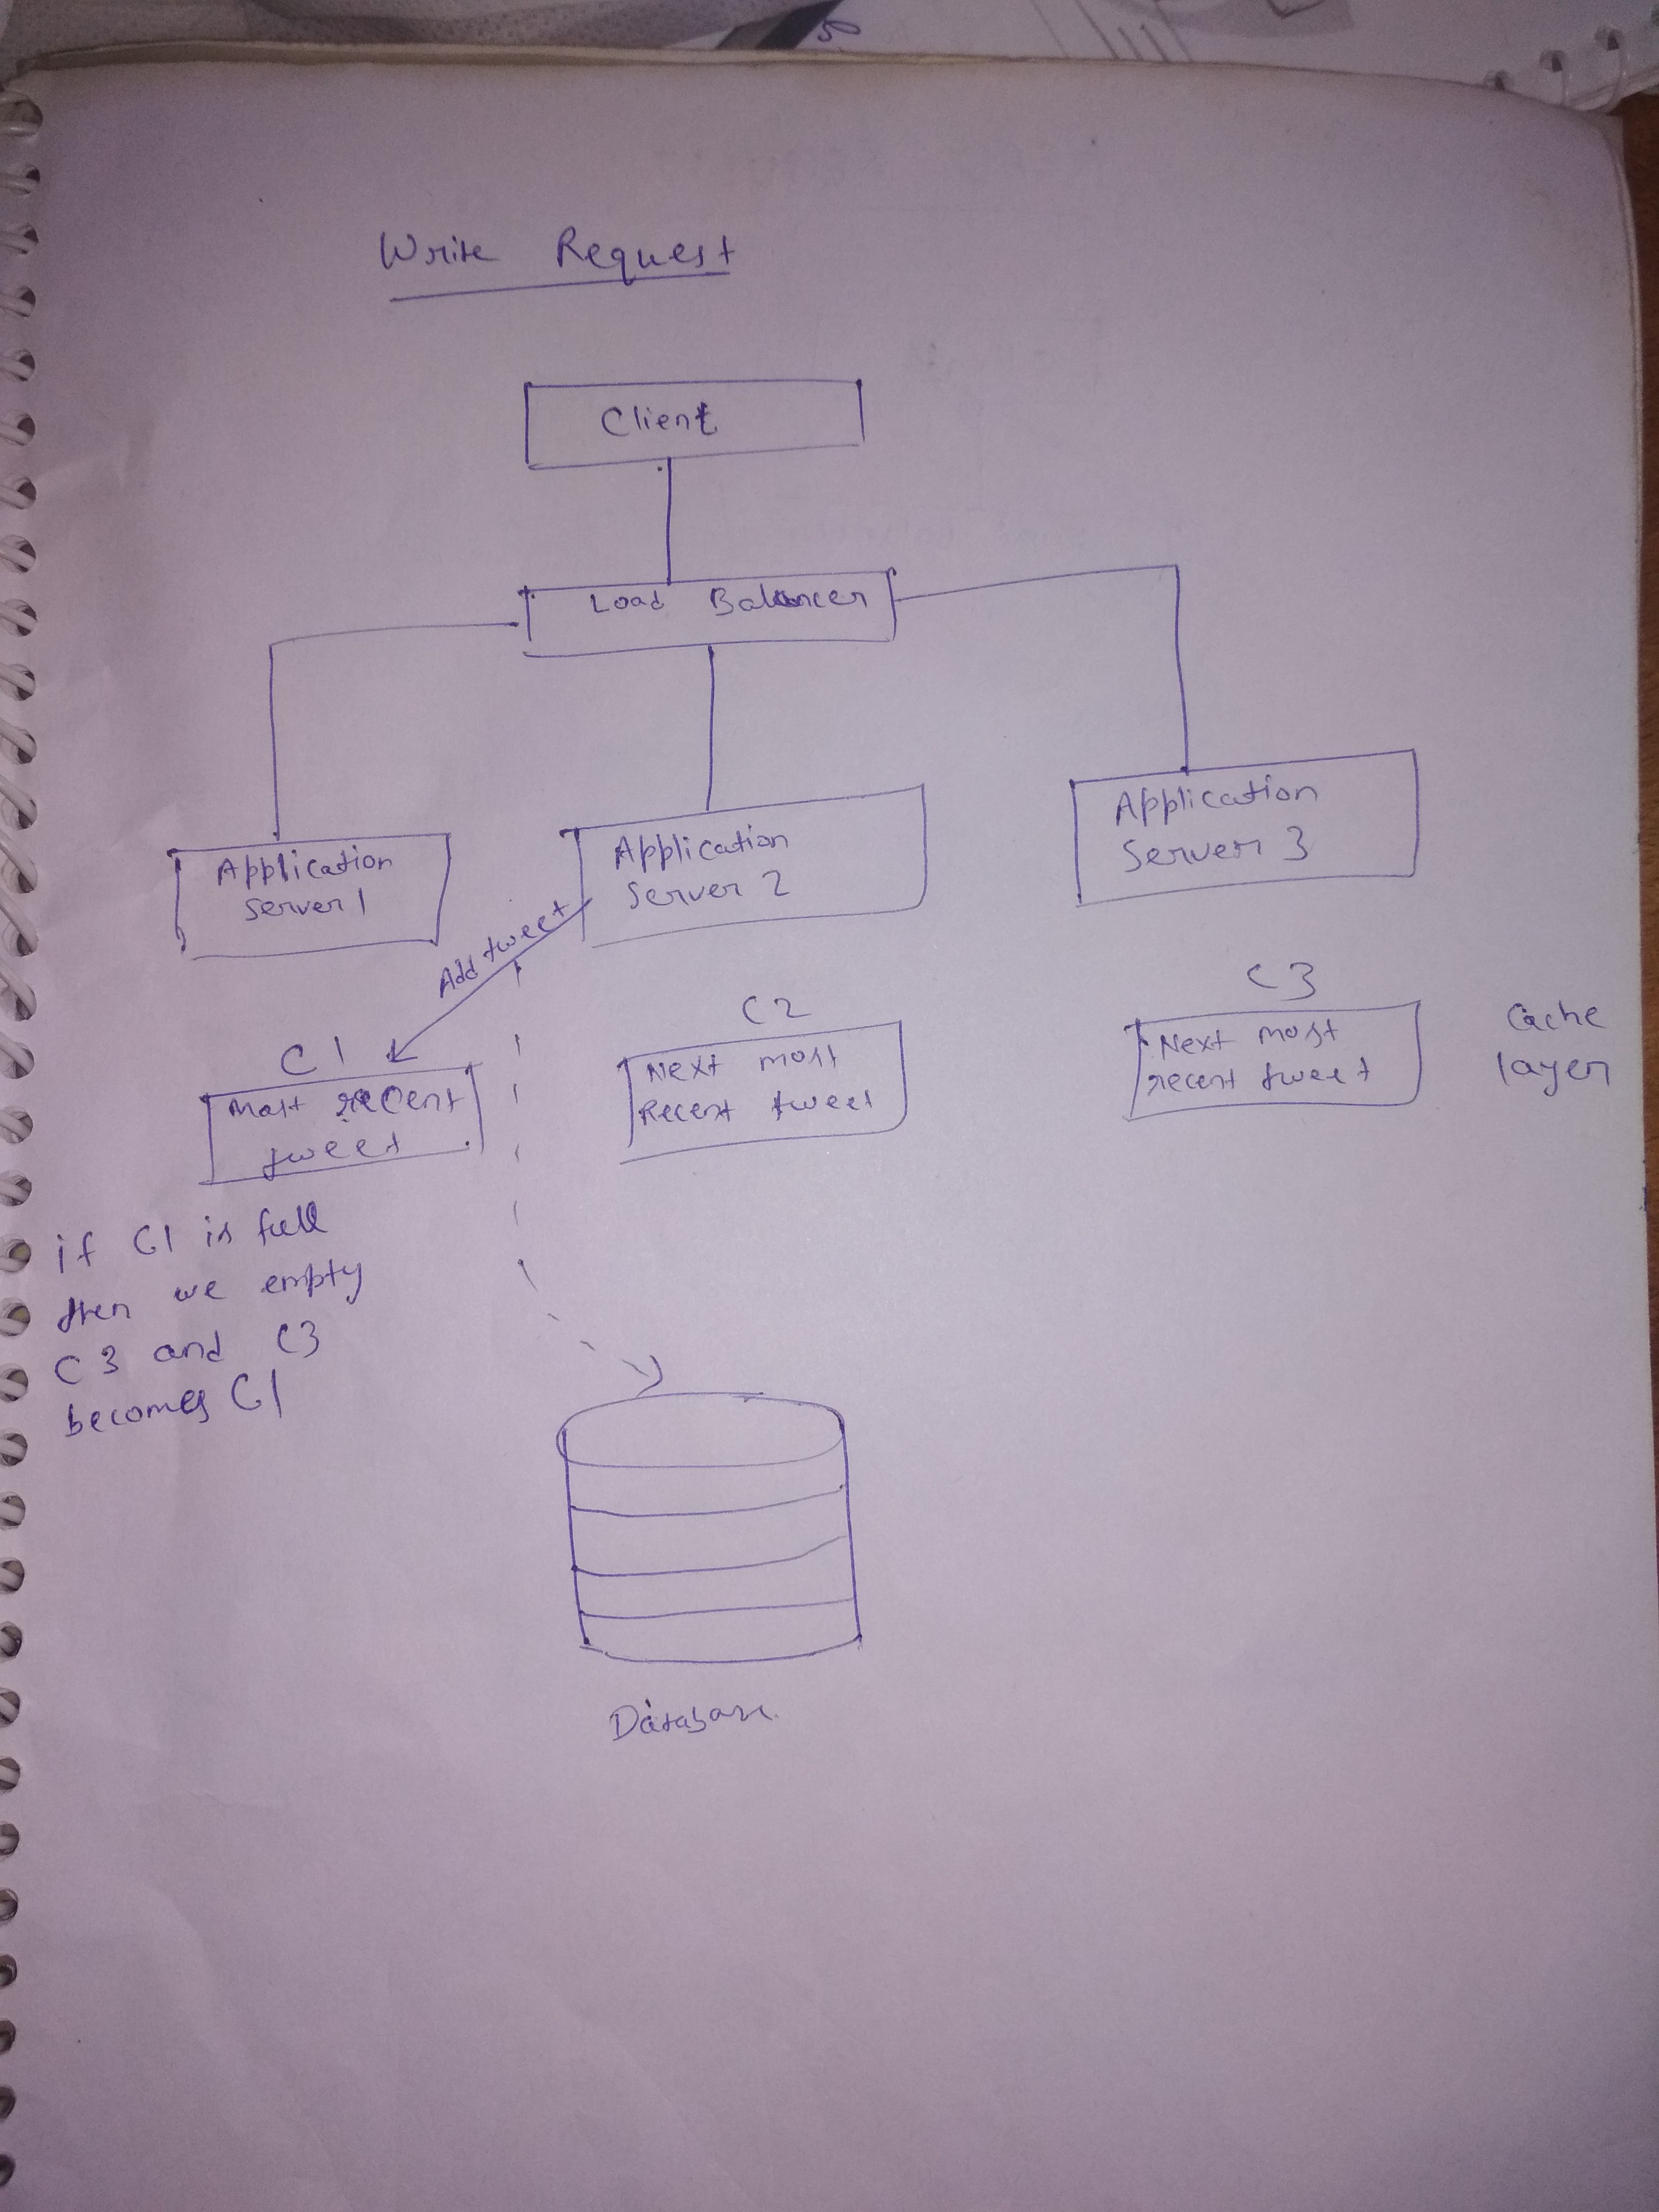 Write Request
Client
Load Balancer
Application
Server 1
Application
Server 2
Application
Server 3
Add tweet
C1
Most recent
tweet
C2
Next most
Recent tweet
C3
Next most
recent tweet
Cache
layer
if C1 is full
then we empty
C3 and C3
becomes C1
Database